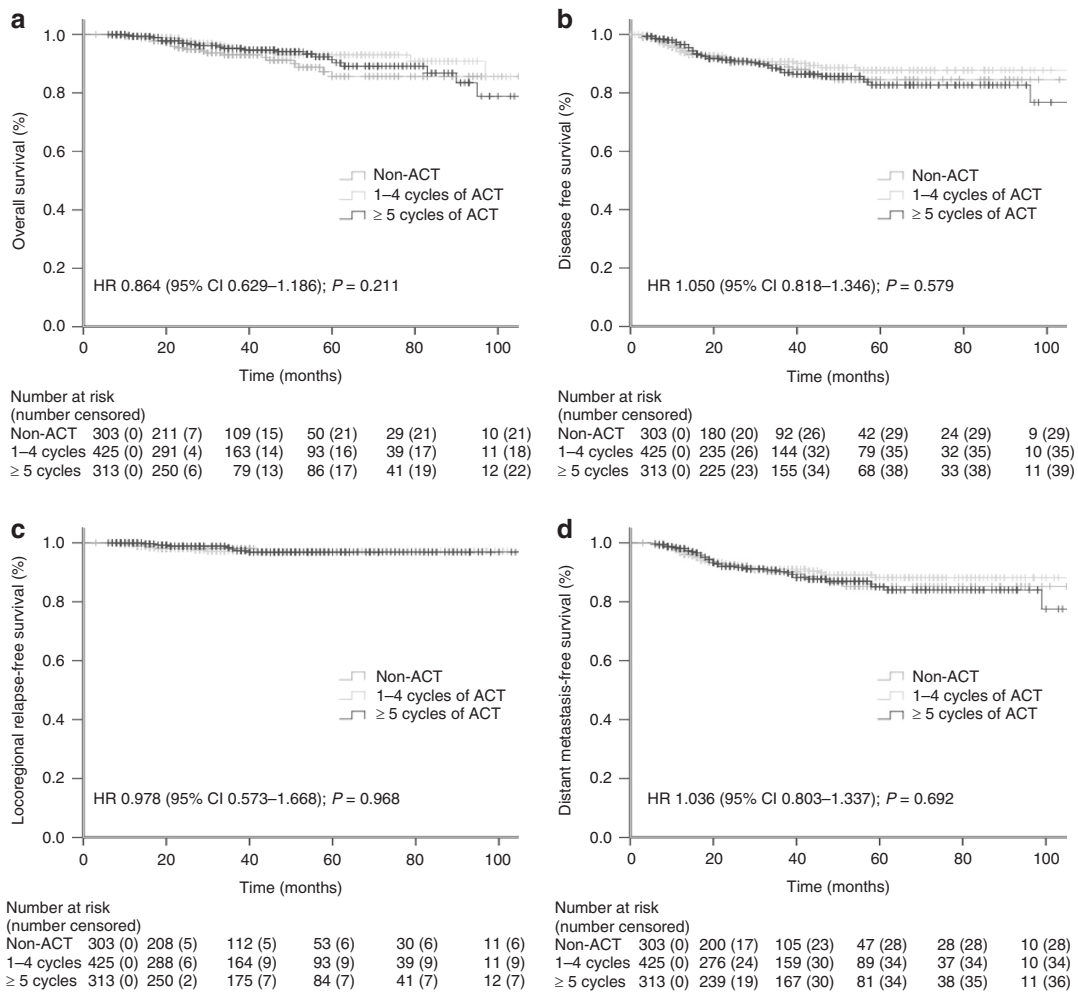 a
Overall survival (%)
1.0
0.8
0.6
0.4
0.2
0.0
Non-ACT
1–4 cycles of ACT
≥ 5 cycles of ACT
HR 0.864 (95% CI 0.629–1.186); P = 0.211
0 20 40 60 80 100
Time (months)
Number at risk
(number censored)
Non-ACT 303 (0) 211 (7) 109 (15) 50 (21) 29 (21) 10 (21)
1–4 cycles 425 (0) 291 (4) 163 (14) 93 (16) 39 (17) 11 (18)
≥ 5 cycles 313 (0) 250 (6) 79 (13) 86 (17) 41 (19) 12 (22)
b
Disease free survival (%)
1.0
0.8
0.6
0.4
0.2
0.0
Non-ACT
1–4 cycles of ACT
≥ 5 cycles of ACT
HR 1.050 (95% CI 0.818–1.346); P = 0.579
0 20 40 60 80 100
Time (months)
Number at risk
(number censored)
Non-ACT 303 (0) 180 (20) 92 (26) 42 (29) 24 (29) 9 (29)
1–4 cycles 425 (0) 235 (26) 144 (32) 79 (35) 32 (35) 10 (35)
≥ 5 cycles 313 (0) 225 (23) 155 (34) 68 (38) 33 (38) 11 (39)
c
Locoregional relapse-free survival (%)
1.0
0.8
0.6
0.4
0.2
0.0
Non-ACT
1–4 cycles of ACT
≥ 5 cycles of ACT
HR 0.978 (95% CI 0.573–1.668); P = 0.968
0 20 40 60 80 100
Time (months)
Number at risk
(number censored)
Non-ACT 303 (0) 208 (5) 112 (5) 53 (6) 30 (6) 11 (6)
1–4 cycles 425 (0) 288 (6) 164 (9) 93 (9) 39 (9) 11 (9)
≥ 5 cycles 313 (0) 250 (2) 175 (7) 84 (7) 41 (7) 12 (7)
d
Distant metastasis-free survival (%)
1.0
0.8
0.6
0.4
0.2
0.0
Non-ACT
1–4 cycles of ACT
≥ 5 cycles of ACT
HR 1.036 (95% CI 0.803–1.337); P = 0.692
0 20 40 60 80 100
Time (months)
Number at risk
(number censored)
Non-ACT 303 (0) 200 (17) 105 (23) 47 (28) 28 (28) 10 (28)
1–4 cycles 425 (0) 276 (24) 159 (30) 89 (34) 37 (34) 10 (34)
≥ 5 cycles 313 (0) 239 (19) 167 (30) 81 (34) 38 (35) 11 (36)